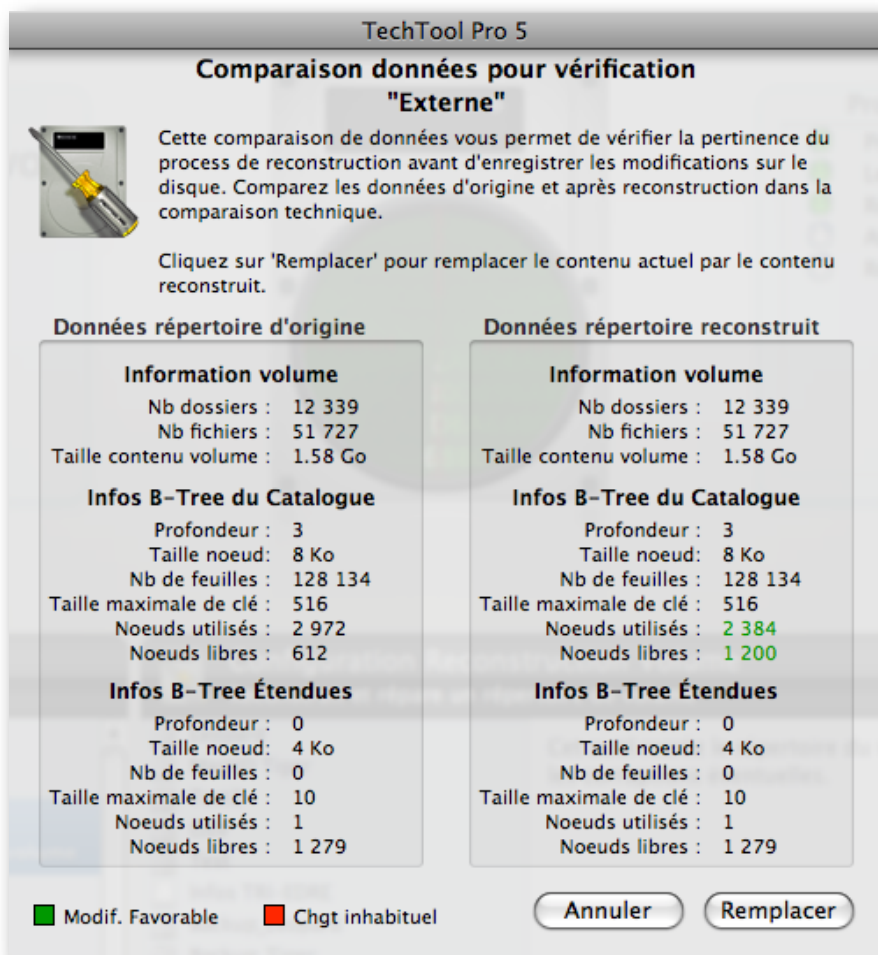 TechTool Pro 5
Comparaison données pour vérification
"Externe"
Cette comparaison de données vous permet de vérifier la pertinence du
process de reconstruction avant d'enregistrer les modifications sur le
disque. Comparez les données d'origine et après reconstruction dans la
comparaison technique.
Cliquez sur 'Remplacer' pour remplacer le contenu actuel par le contenu
reconstruit.
Données répertoire d'origine
Information volume
Nb dossiers : 12 339
Nb fichiers : 51 727
Taille contenu volume : 1.58 Go
Infos B-Tree du Catalogue
Profondeur : 3
Taille noeud: 8 Ko
Nb de feuilles : 128 134
Taille maximale de clé : 516
Noeuds utilisés : 2 972
Noeuds libres : 612
Infos B-Tree Étendues
Profondeur : 0
Taille noeud: 4 Ko
Nb de feuilles : 0
Taille maximale de clé : 10
Noeuds utilisés : 1
Noeuds libres : 1 279
Données répertoire reconstruit
Information volume
Nb dossiers : 12 339
Nb fichiers : 51 727
Taille contenu volume : 1.58 Go
Infos B-Tree du Catalogue
Profondeur : 3
Taille noeud: 8 Ko
Nb de feuilles : 128 134
Taille maximale de clé : 516
Noeuds utilisés : 2 384
Noeuds libres : 1 200
Infos B-Tree Étendues
Profondeur : 0
Taille noeud: 4 Ko
Nb de feuilles : 0
Taille maximale de clé : 10
Noeuds utilisés : 1
Noeuds libres : 1 279
Modif. Favorable
Chgt inhabituel
Annuler
Remplacer